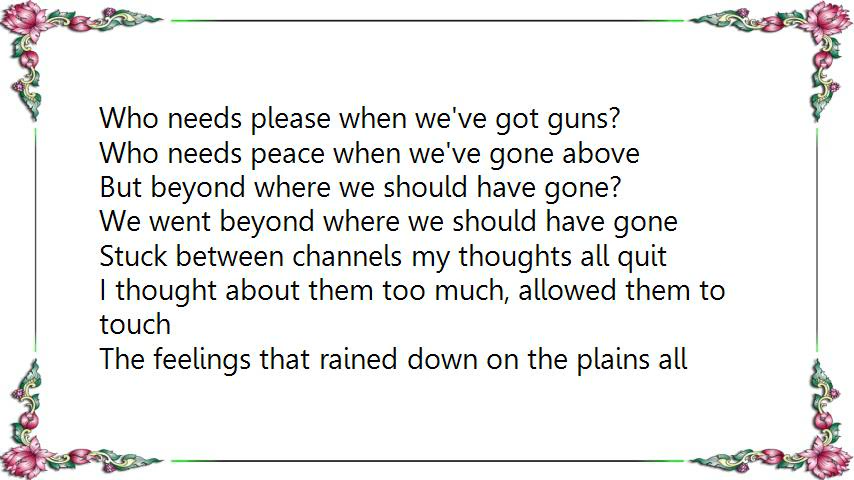 Who needs please when we've got guns?
Who needs peace when we've gone above
But beyond where we should have gone?
We went beyond where we should have gone
Stuck between channels my thoughts all quit
I thought about them too much, allowed them to
touch
The feelings that rained down on the plains all